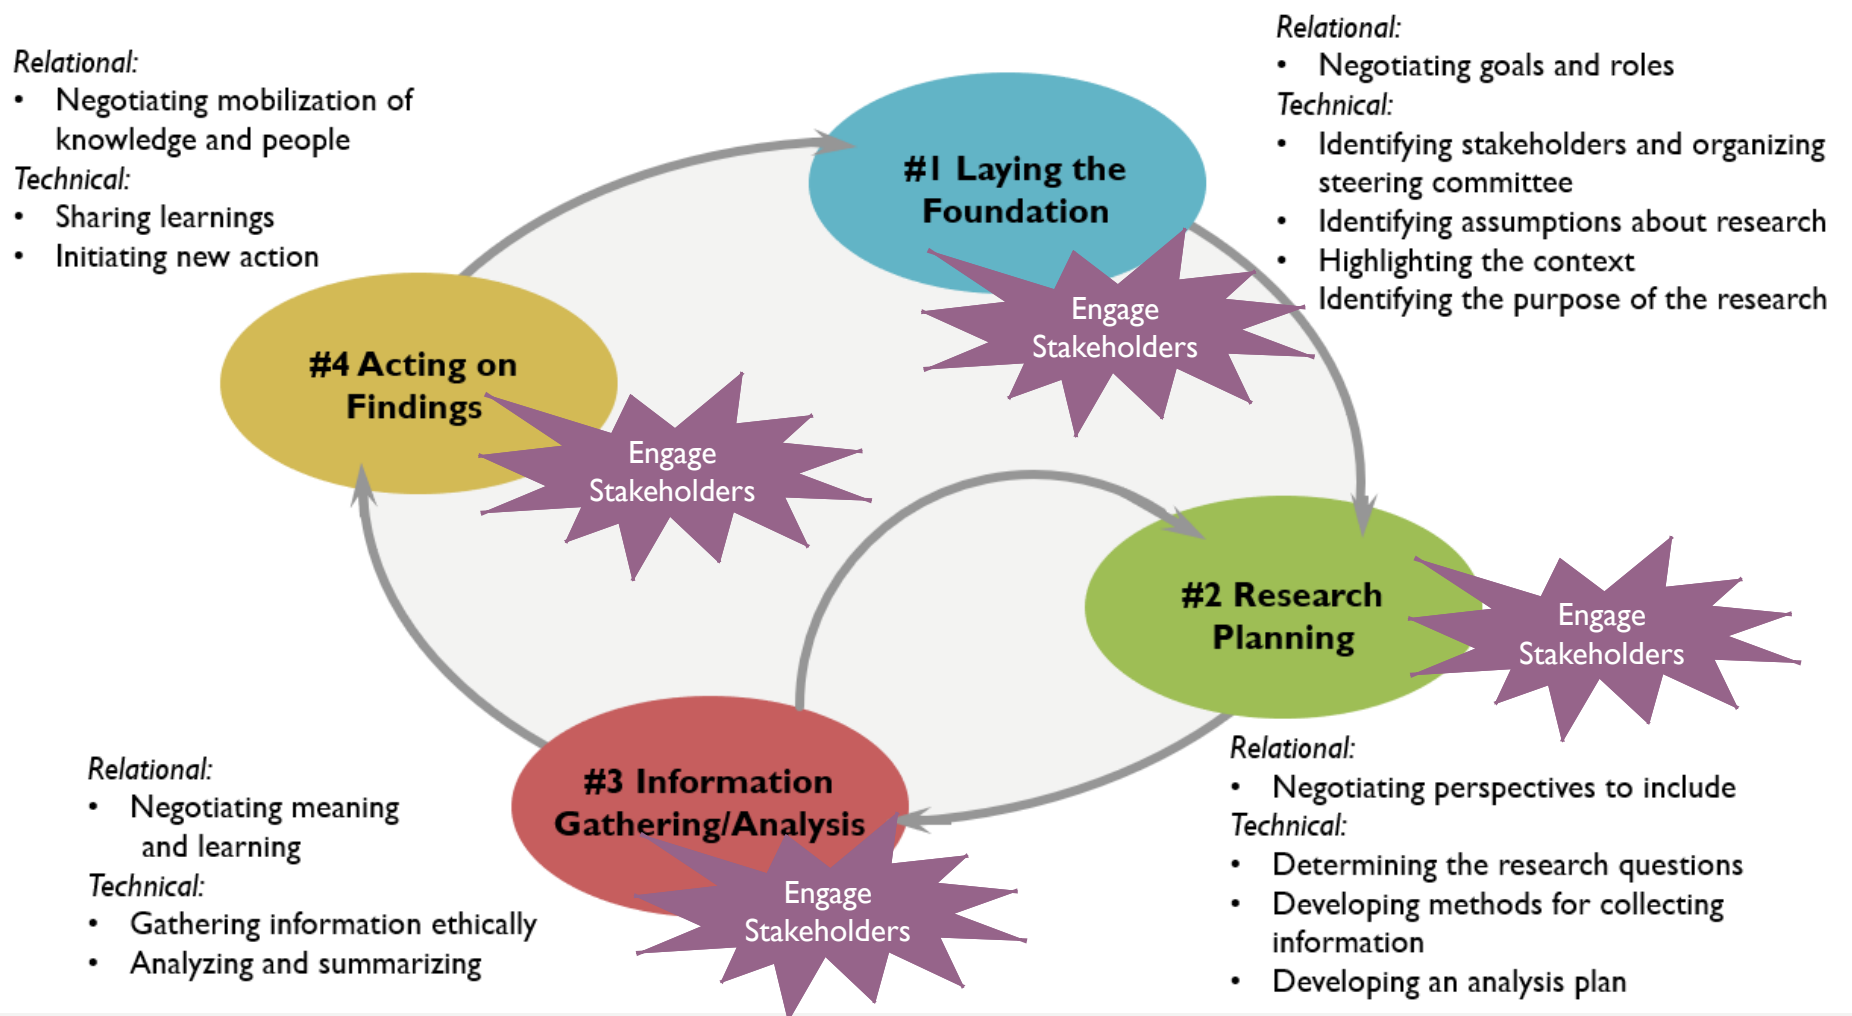 Relational:
• Negotiating mobilization of
knowledge and people
Technical:
• Sharing learnings
• Initiating new action
Relational:
• Negotiating goals and roles
Technical:
• Identifying stakeholders and organizing
steering committee
• Identifying assumptions about research
• Highlighting the context
Identifying the purpose of the research
#1 Laying the
Foundation
Engage
Stakeholders
#4 Acting on
Findings
Engage
Stakeholders
#2 Research
Planning
Engage
Stakeholders
#3 Information
Gathering/Analysis
Engage
Stakeholders
Relational:
• Negotiating meaning
and learning
Technical:
• Gathering information ethically
• Analyzing and summarizing
Relational:
• Negotiating perspectives to include
Technical:
• Determining the research questions
• Developing methods for collecting
information
• Developing an analysis plan